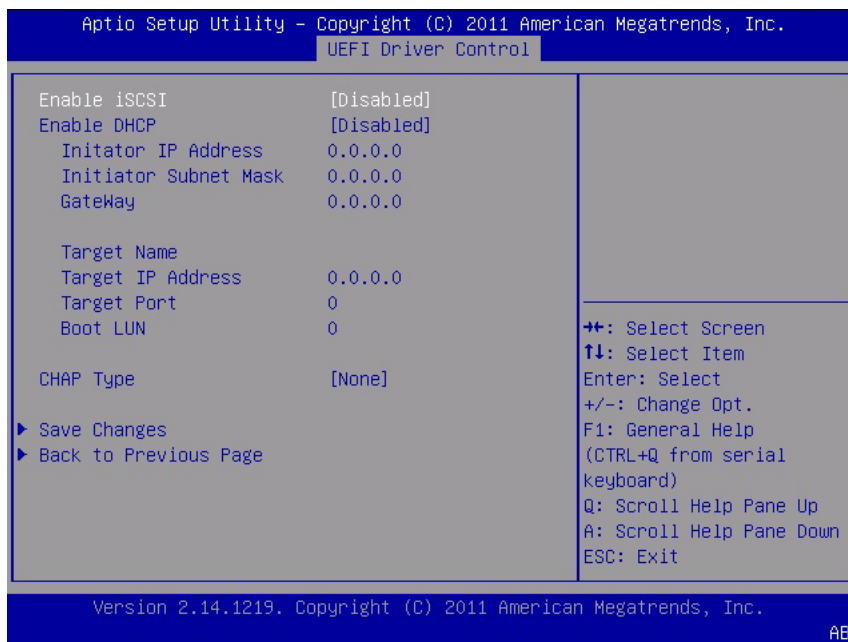 Aptio Setup Utility – Copyright (C) 2011 American Megatrends, Inc.
UEFI Driver Control
Enable iSCSI [Disabled]
Enable DHCP [Disabled]
Initator IP Address 0.0.0.0
Initiator Subnet Mask 0.0.0.0
GateWay 0.0.0.0
Target Name
Target IP Address 0.0.0.0
Target Port 0
Boot LUN 0
CHAP Type [None]
Save Changes
Back to Previous Page
→←: Select Screen
↑↓: Select Item
Enter: Select
+/-: Change Opt.
F1: General Help
(CTRL+Q from serial
keyboard)
Q: Scroll Help Pane Up
A: Scroll Help Pane Down
ESC: Exit
Version 2.14.1219. Copyright (C) 2011 American Megatrends, Inc.
AB